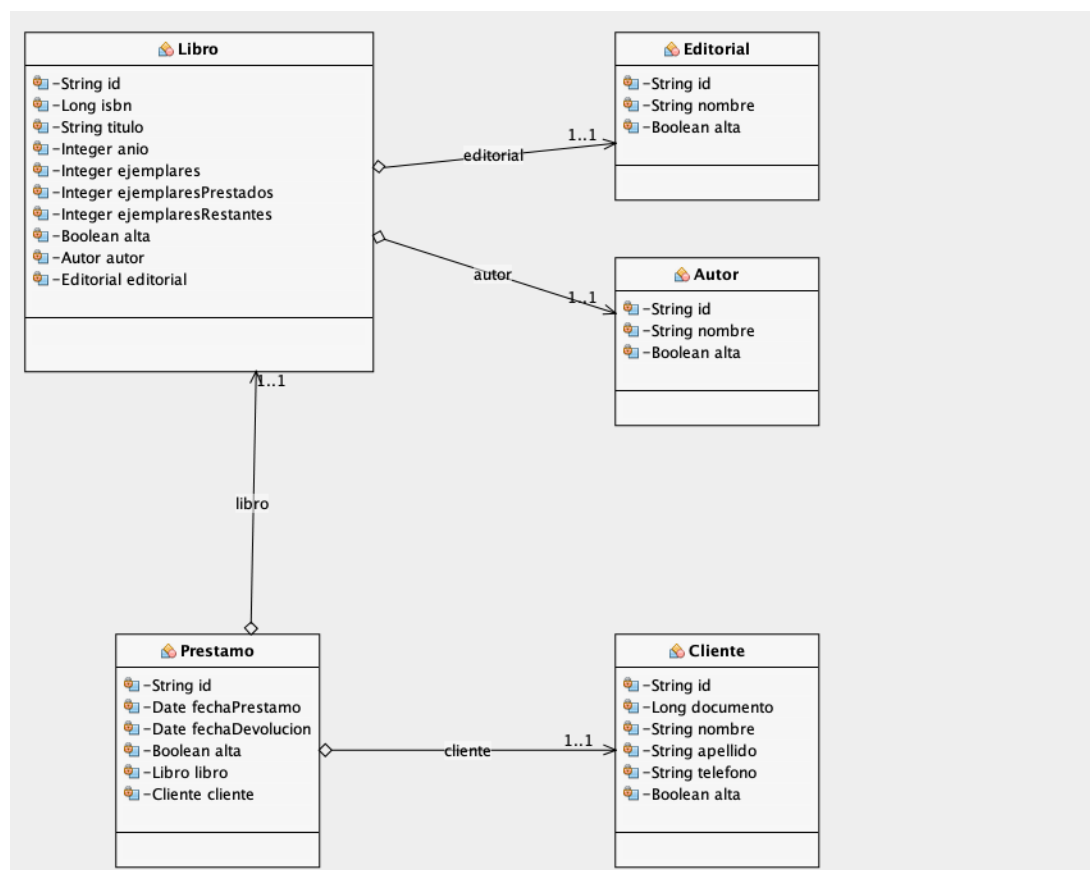 Libro
-String id
-Long isbn
-String titulo
-Integer anio
-Integer ejemplares
-Integer ejemplaresPrestados
-Integer ejemplaresRestantes
-Boolean alta
-Autor autor
-Editorial editorial
editorial
1..1
Editorial
-String id
-String nombre
-Boolean alta
autor
1..1
Autor
-String id
-String nombre
-Boolean alta
1..1
libro
Prestamo
-String id
-Date fechaPrestamo
-Date fechaDevolucion
-Boolean alta
-Libro libro
-Cliente cliente
cliente
1..1
Cliente
-String id
-Long documento
-String nombre
-String apellido
-String telefono
-Boolean alta